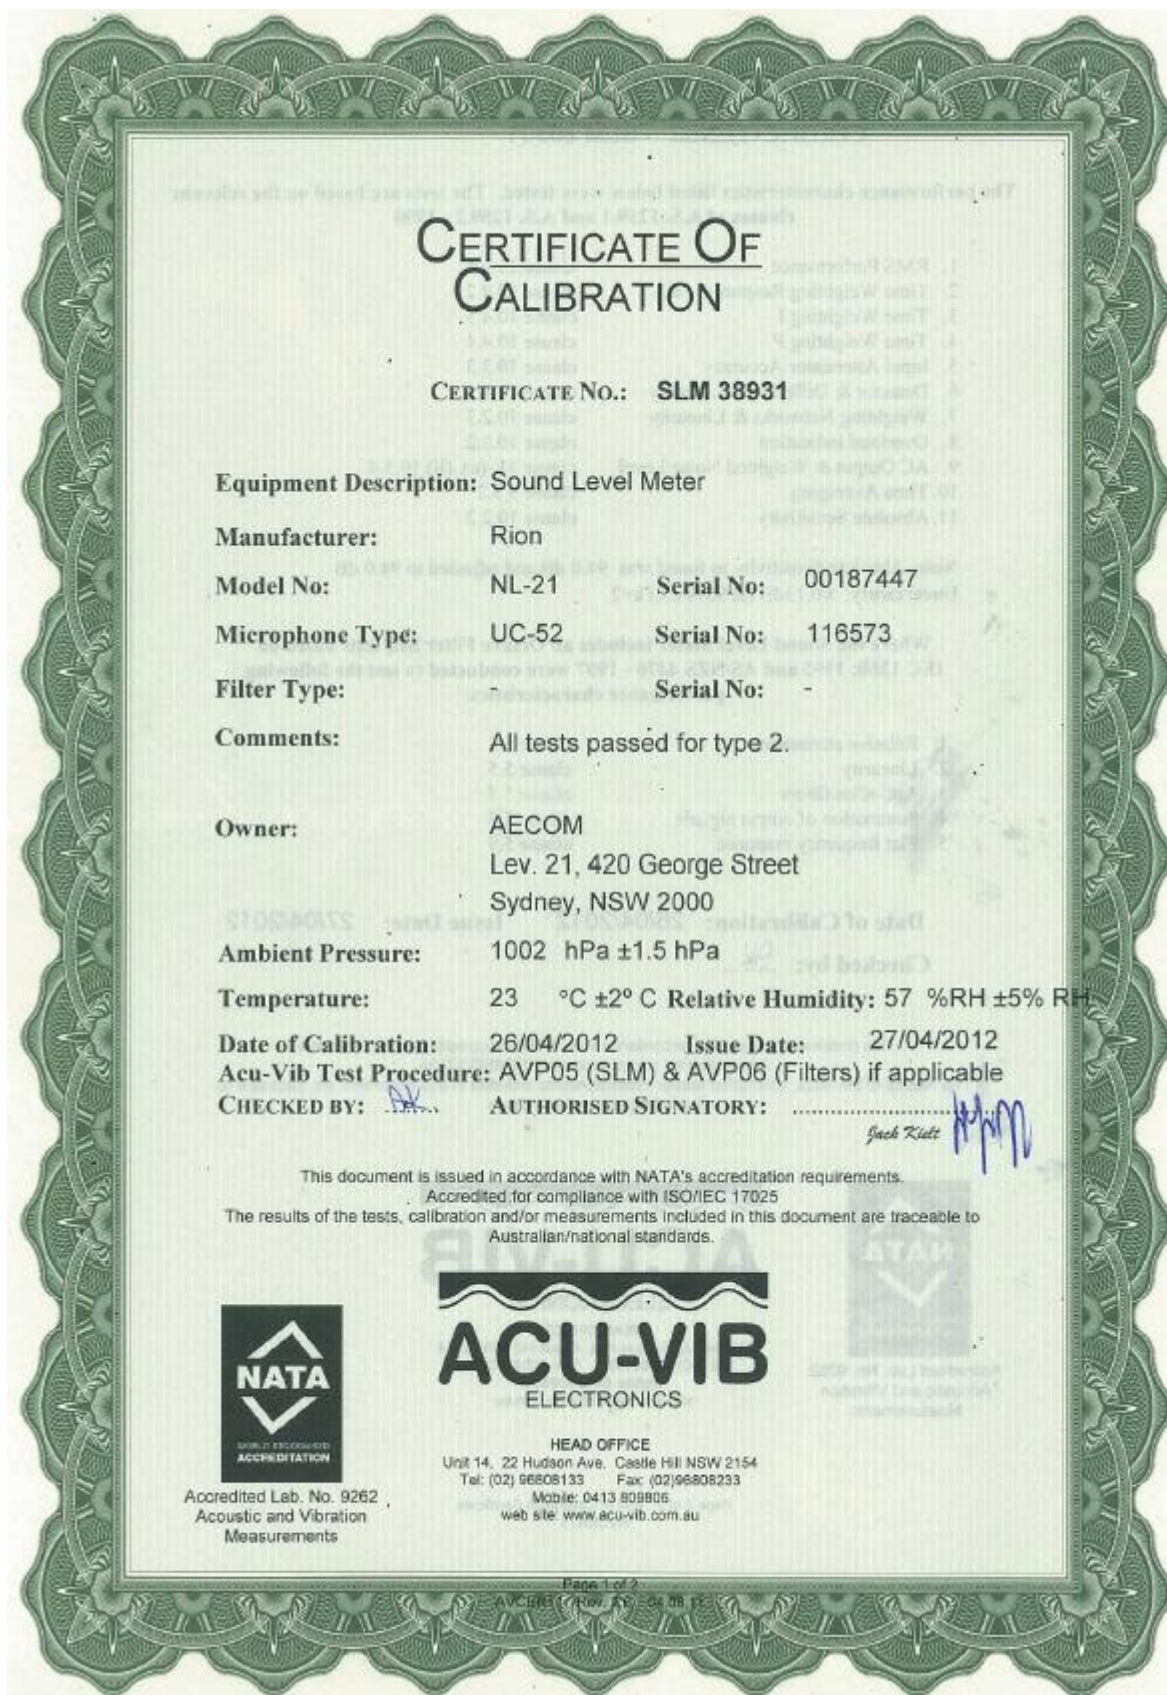 CERTIFICATE OF
CALIBRATION
CERTIFICATE NO.: SLM 38931
Equipment Description: Sound Level Meter
Manufacturer: Rion
Model No: NL-21 Serial No: 00187447
Microphone Type: UC-52 Serial No: 116573
Filter Type: - Serial No: -
Comments: All tests passed for type 2.
Owner: AECOM
Lev. 21, 420 George Street
Sydney, NSW 2000
Ambient Pressure: 1002 hPa ±1.5 hPa
Temperature: 23 °C ±2° C Relative Humidity: 57 %RH ±5% RH
Date of Calibration: 26/04/2012 Issue Date: 27/04/2012
Acu-Vib Test Procedure: AVP05 (SLM) & AVP06 (Filters) if applicable
CHECKED BY: AUTHORISED SIGNATORY:
Jack Kielt
This document is issued in accordance with NATA's accreditation requirements.
Accredited for compliance with ISO/IEC 17025
The results of the tests, calibration and/or measurements included in this document are traceable to
Australian/national standards.
NATA
WORLD RECOGNISED
ACCREDITATION
Accredited Lab. No. 9262
Acoustic and Vibration
Measurements
ACU-VIB
ELECTRONICS
HEAD OFFICE
Unit 14, 22 Hudson Ave. Castle Hill NSW 2154
Tel: (02) 96808133 Fax: (02)96808233
Mobile: 0413 809806
web site: www.acu-vib.com.au
Page 1 of 2